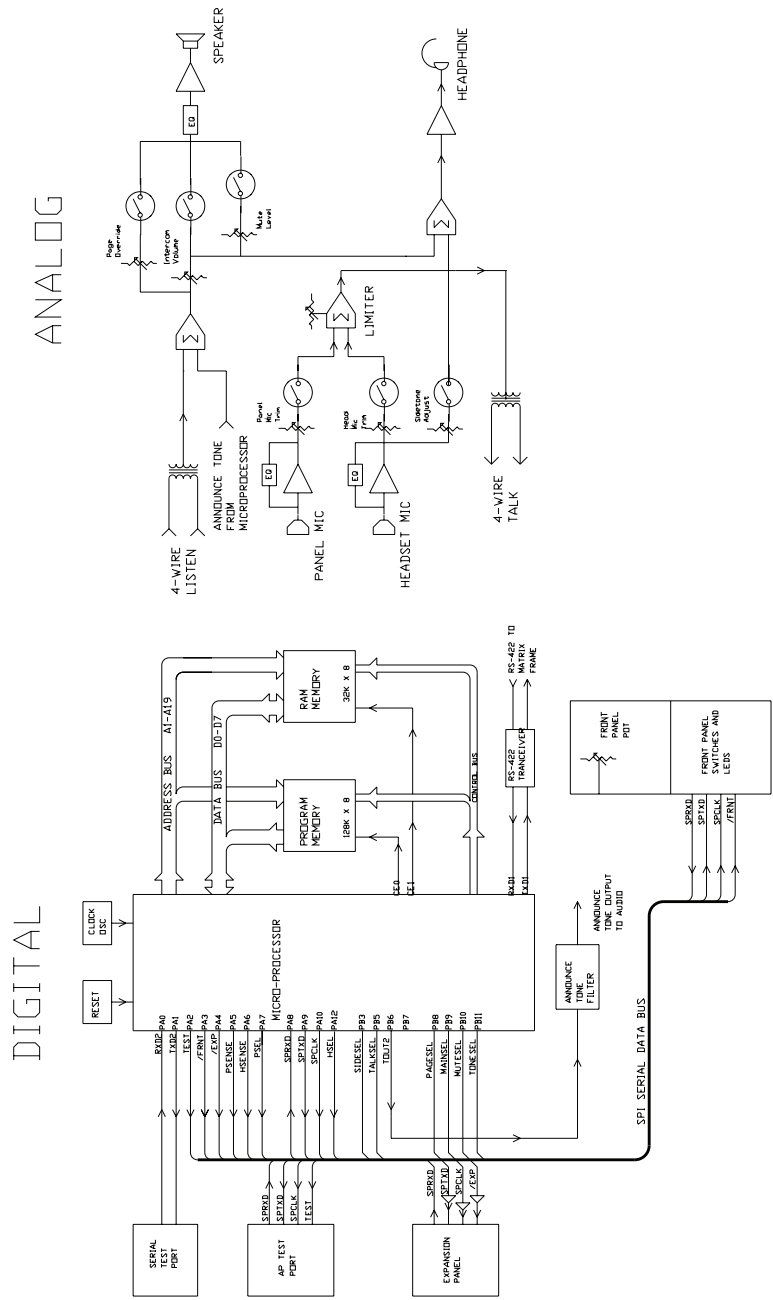 DIGITAL
RESET
CLOCK
OSC
MICRO-PROCESSOR
SERIAL
TEST
PORT
RXD2
PA0
TXD2
PA1
TEST
PA2
/FRNT
PA3
/EXP
PA4
PSENSE
PA5
HSENSE
PA6
PSEL
PA7
SPRXD
PA8
SPTXD
PA9
SPCLK
PA10
HSEL
PA12
SIDESEL
PB3
TALKSEL
PB5
TOUT2
PB6
PB7
PAGESEL
PB8
MAINSEL
PB9
MUTESEL
PB10
TONESEL
PB11
AP TEST
PORT
SPRXD
SPTXD
SPCLK
TEST
EXPANSION
PANEL
SPRXD
SPTXD
SPCLK
/EXP
ADDRESS BUS A1-A19
DATA BUS D0-D7
PROGRAM
MEMORY
128K X 8
RAM
MEMORY
32K X 8
CE0
CE1
CONTROL BUS
RXD1
TXD1
RS-422
TRANCEIVER
RS-422 TO
MATRIX
FRAME
ANNOUNCE
TONE
FILTER
ANNOUNCE
TONE OUTPUT
TO AUDIO
SPI SERIAL DATA BUS
SPRXD
SPTXD
SPCLK
/FRNT
FRONT
PANEL
POT
FRONT PANEL
SWITCHES AND
LEDS
ANALOG
4-WIRE
LISTEN
ANNOUNCE TONE
FROM
MICROPROCESSOR
Σ
Page
Override
Intercom
Volume
Mute
Level
EQ
SPEAKER
PANEL MIC
EQ
Panel
Mic
Trim
HEADSET MIC
EQ
Head
Mic
Trim
Sidetone
Adjust
Σ
LIMITER
Σ
HEADPHONE
4-WIRE
TALK